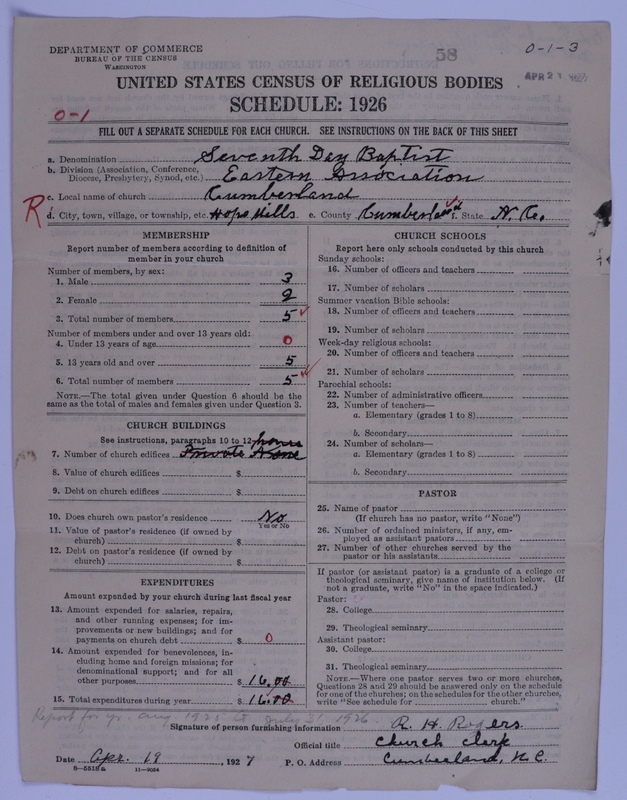 DEPARTMENT OF COMMERCE
BUREAU OF THE CENSUS
WASHINGTON
58
0-1-3
APR 21
UNITED STATES CENSUS OF RELIGIOUS BODIES
SCHEDULE: 1926
0-1
FILL OUT A SEPARATE SCHEDULE FOR EACH CHURCH. SEE INSTRUCTIONS ON THE BACK OF THIS SHEET
a. Denomination Seventh Day Baptist
b. Division (Association, Conference, Diocese, Presbytery, Synod, etc.) Eastern Association
c. Local name of church Cumberland
R d. City, town, village, or township, etc. Hope Mills e. County Cumberland f. State N.C.
MEMBERSHIP
Report number of members according to definition of
member in your church
Number of members, by sex:
1. Male 3
2. Female 2
3. Total number of members 5
Number of members under and over 13 years old:
4. Under 13 years of age 0
5. 13 years old and over 5
6. Total number of members 5
NOTE.—The total given under Question 6 should be
same as the total of males and females given under Question 3.
CHURCH BUILDINGS
See instructions, paragraphs 10 to 12
house
7. Number of church edifices Private
8. Value of church edifices $
9. Debt on church edifices $
10. Does church own pastor's residence No
Yes or No
11. Value of pastor's residence (if owned by
church) $
12. Debt on pastor's residence (if owned by
church) $
EXPENDITURES
Amount expended by your church during last fiscal year
13. Amount expended for salaries, repairs,
and other running expenses; for im-
provements or new buildings; and for
payments on church debt $ 0
14. Amount expended for benevolences, in-
cluding home and foreign missions; for
denominational support; and for all
other purposes $ 16.00
15. Total expenditures during year $ 16.00
CHURCH SCHOOLS
Report here only schools conducted by this church
Sunday schools:
16. Number of officers and teachers
17. Number of scholars
Summer vacation Bible schools:
18. Number of officers and teachers
19. Number of scholars
Week-day religious schools:
20. Number of officers and teachers
21. Number of scholars
Parochial schools:
22. Number of administrative officers
23. Number of teachers—
a. Elementary (grades 1 to 8)
b. Secondary
24. Number of scholars—
a. Elementary (grades 1 to 8)
b. Secondary
PASTOR
25. Name of pastor
(If church has no pastor, write "None")
26. Number of ordained ministers, if any, em-
ployed as assistant pastors
27. Number of other churches served by the
pastor or his assistants
If pastor (or assistant pastor) is a graduate of a college or
theological seminary, give name of institution below. (If
not a graduate, write "No" in the space indicated.)
Pastor:
28. College
29. Theological seminary
Assistant pastor:
30. College
31. Theological seminary
NOTE.—Where one pastor serves two or more churches,
Questions 28 and 29 should be answered only on the schedule
for one of the churches; on the schedules for the other churches,
write "See schedule for church."
Report for yr. Aug 1925 to July 31 1926
Signature of person furnishing information R. H. Rogers
Official title Church Clerk
Date Apr. 19, 1927 P. O. Address Cumberland, N.C.
8—5518a 11—9034